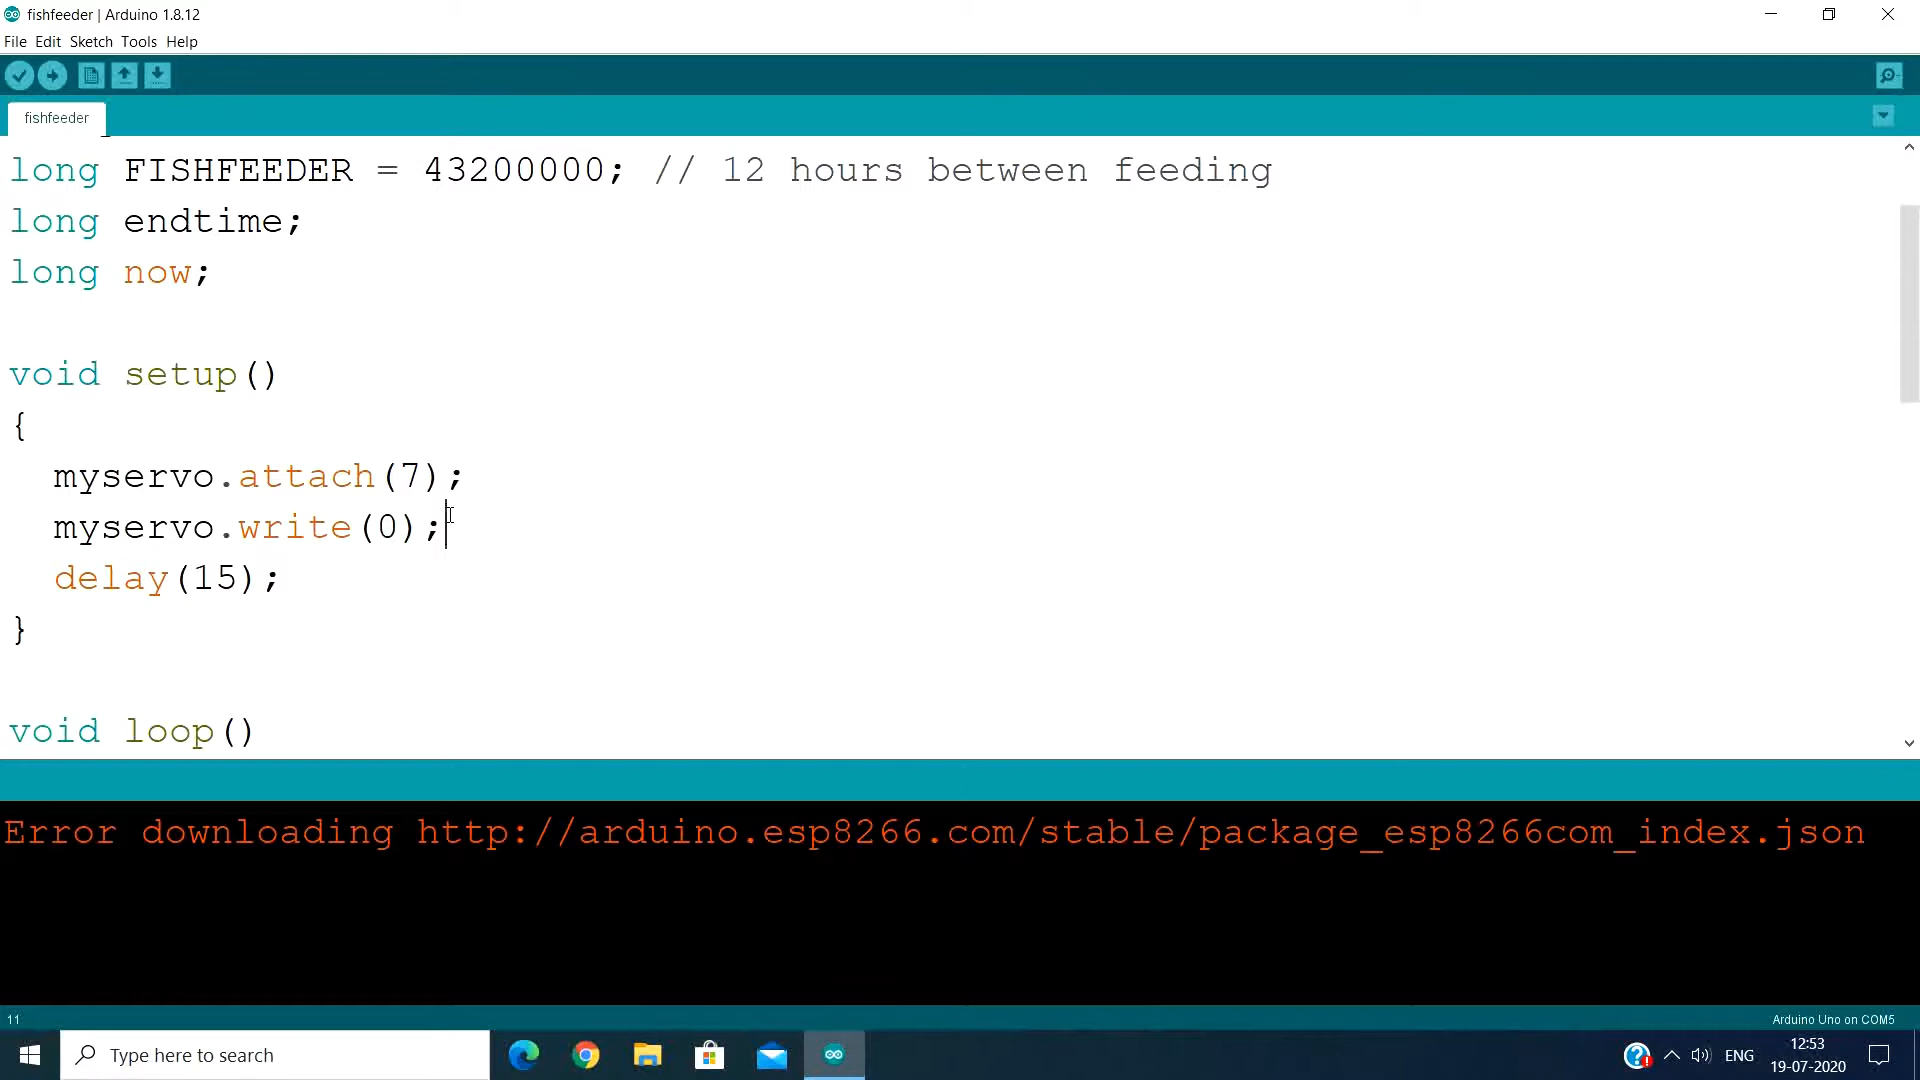 fishfeeder | Arduino 1.8.12
File Edit Sketch Tools Help
fishfeeder
long FISHFEEDER = 43200000; // 12 hours between feeding
long endtime;
long now;
void setup()
{
myservo.attach(7);
myservo.write(0);
delay(15);
}
void loop()
Error downloading http://arduino.esp8266.com/stable/package_esp8266com_index.json
11
Arduino Uno on COM5
Type here to search
ENG
12:53
19-07-2020